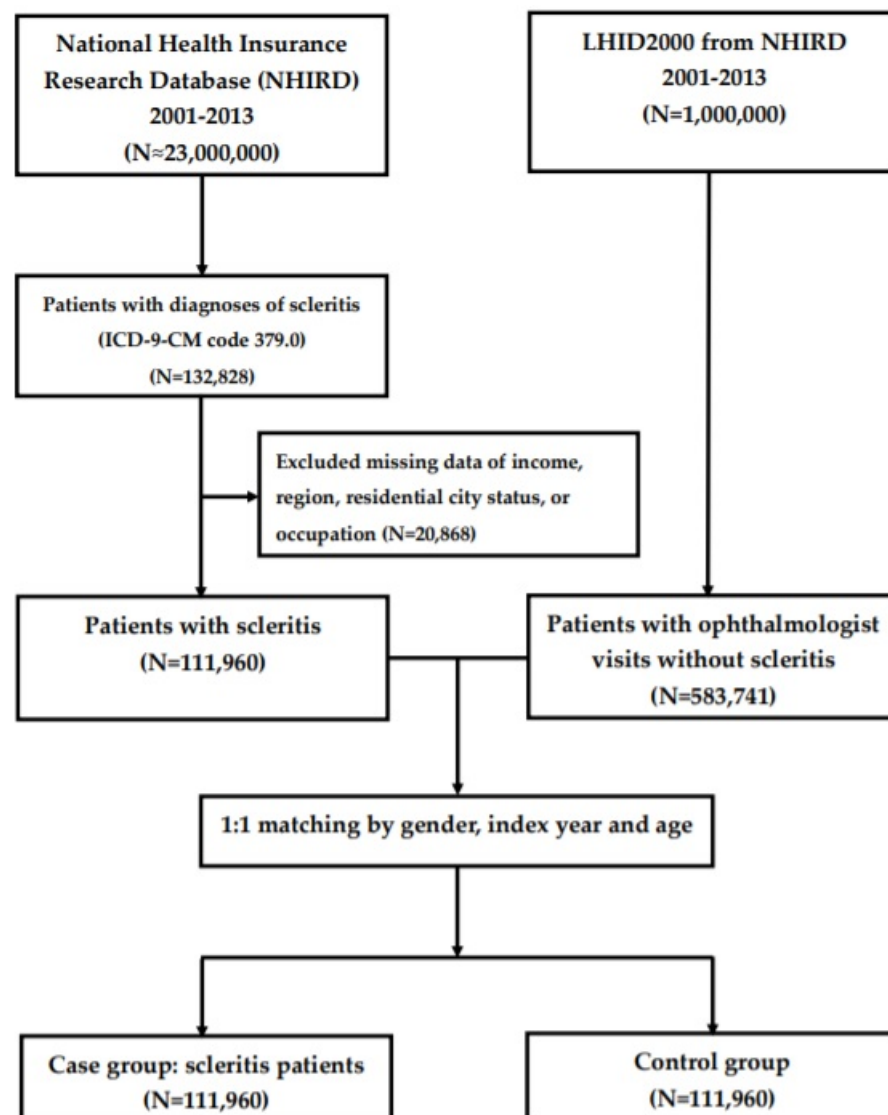 National Health Insurance
Research Database (NHIRD)
2001-2013
(N≈23,000,000)
LHID2000 from NHIRD
2001-2013
(N=1,000,000)
Patients with diagnoses of scleritis
(ICD-9-CM code 379.0)
(N=132,828)
Excluded missing data of income,
region, residential city status, or
occupation (N=20,868)
Patients with scleritis
(N=111,960)
Patients with ophthalmologist
visits without scleritis
(N=583,741)
1:1 matching by gender, index year and age
Case group: scleritis patients
(N=111,960)
Control group
(N=111,960)